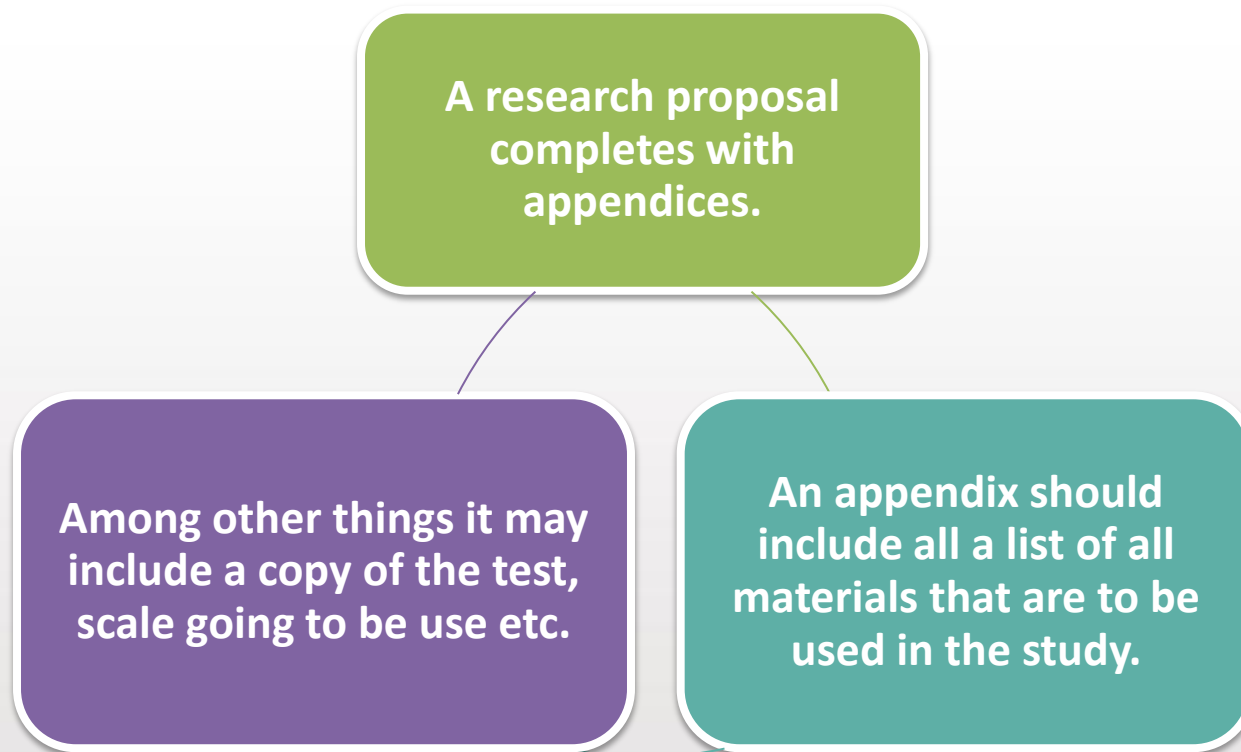 A research proposal
completes with
appendices.
Among other things it may
include a copy of the test,
scale going to be use etc.
An appendix should
include all a list of all
materials that are to be
used in the study.